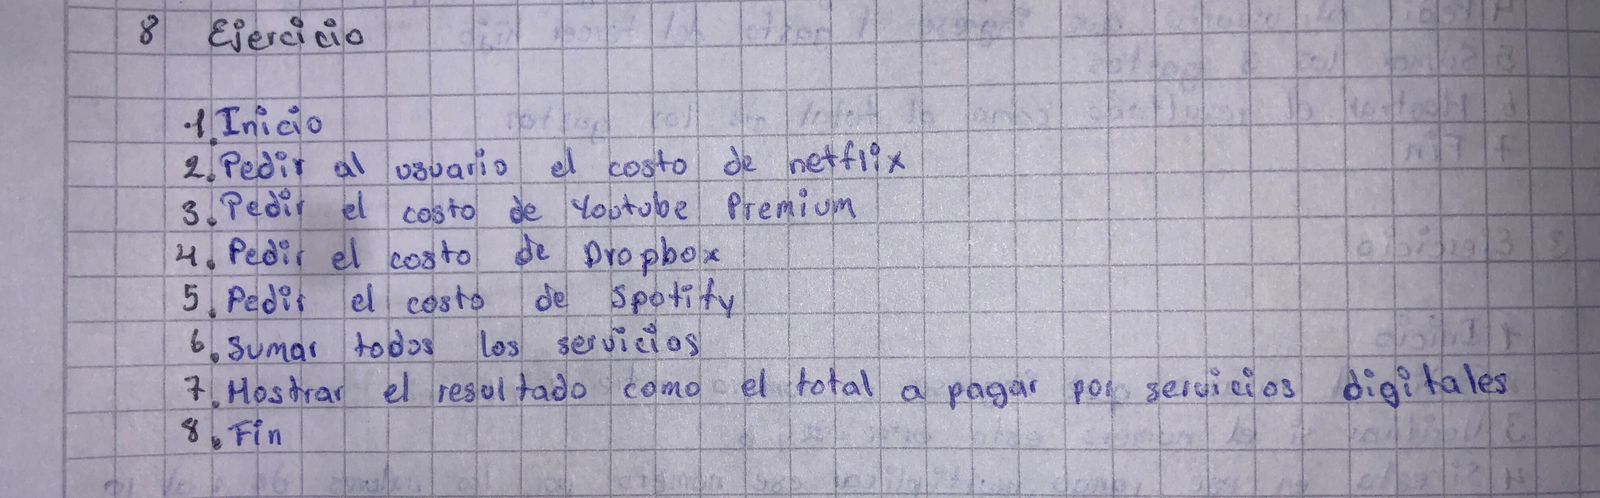 8 Ejercicio
1. Inicio
2. Pedir al usuario el costo de netflix
3. Pedir el costo de Youtube Premium
4. Pedir el costo de Dropbox
5. Pedir el costo de Spotify
6. Sumar todos los servicios
7. Mostrar el resultado como el total a pagar por servicios digitales
8. Fin